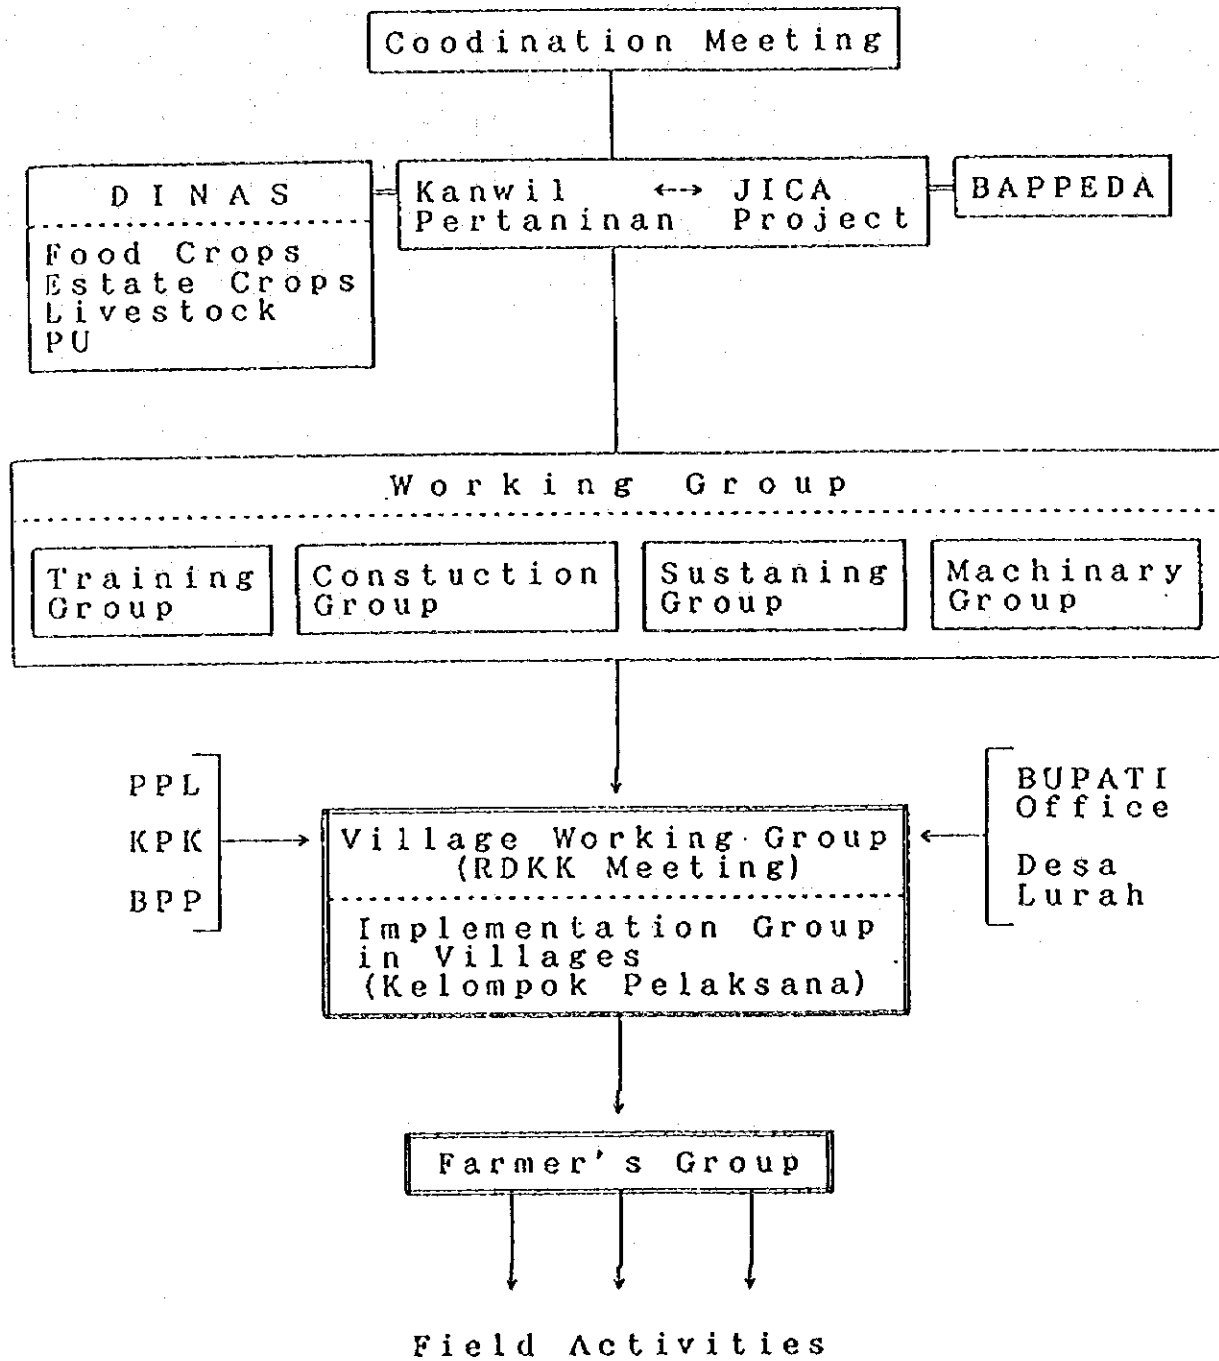 Coodination Meeting
DINAS
Food Crops
Estate Crops
Livestock
PU
Kanwil ←--→ JICA
Pertaninan Project
BAPPEDA
Working Group
Training
Group
Constuction
Group
Sustaning
Group
Machinary
Group
PPL
KPK
BPP
Village Working Group
(RDKK Meeting)
Implementation Group
in Villages
(Kelompok Pelaksana)
BUPATI
Office
Desa
Lurah
Farmer's Group
Field Activities